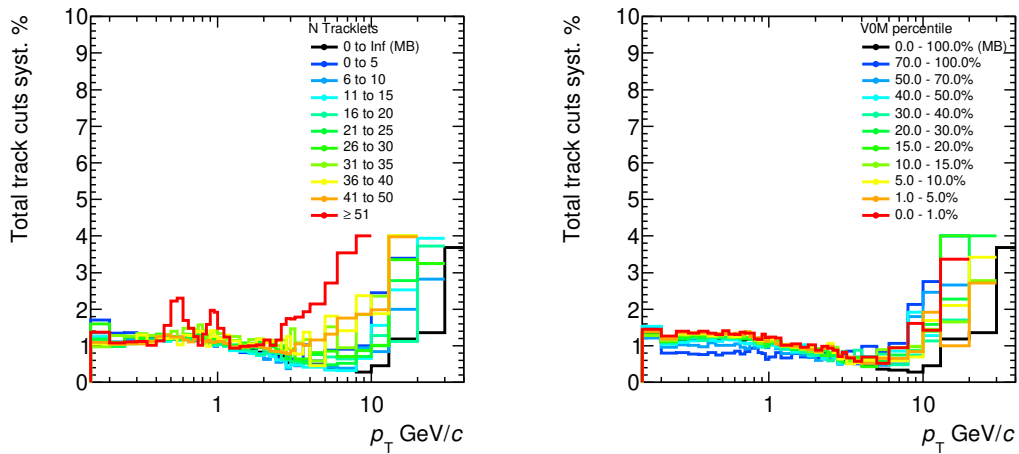 Total track cuts syst. %
10
9
8
7
6
5
4
3
2
1
0
N Tracklets
0 to Inf (MB)
0 to 5
6 to 10
11 to 15
16 to 20
21 to 25
26 to 30
31 to 35
36 to 40
41 to 50
≥ 51
1
10
p_T GeV/c
Total track cuts syst. %
10
9
8
7
6
5
4
3
2
1
0
V0M percentile
0.0 - 100.0% (MB)
70.0 - 100.0%
50.0 - 70.0%
40.0 - 50.0%
30.0 - 40.0%
20.0 - 30.0%
15.0 - 20.0%
10.0 - 15.0%
5.0 - 10.0%
1.0 - 5.0%
0.0 - 1.0%
1
10
p_T GeV/c